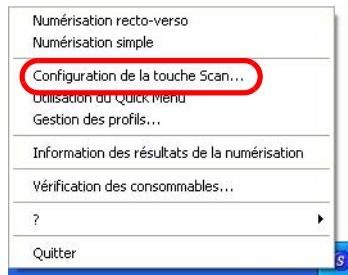 Numérisation recto-verso
Numérisation simple
Configuration de la touche Scan...
Utilisation du Quick Menu
Gestion des profils...
Information des résultats de la numérisation
Vérification des consommables...
?
Quitter
S